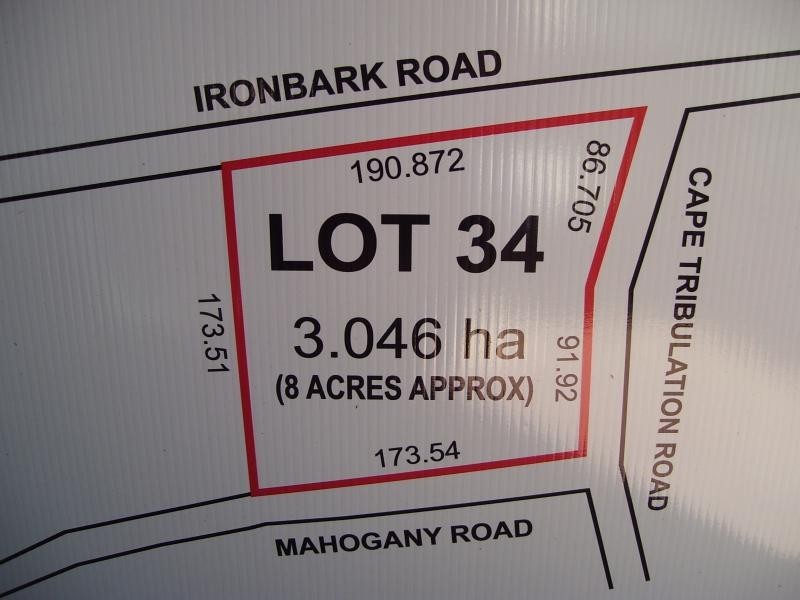 IRONBARK ROAD
190.872
86.705
LOT 34
CAPE TRIBULATION ROAD
173.51
3.046 ha
91.92
(8 ACRES APPROX)
173.54
MAHOGANY ROAD